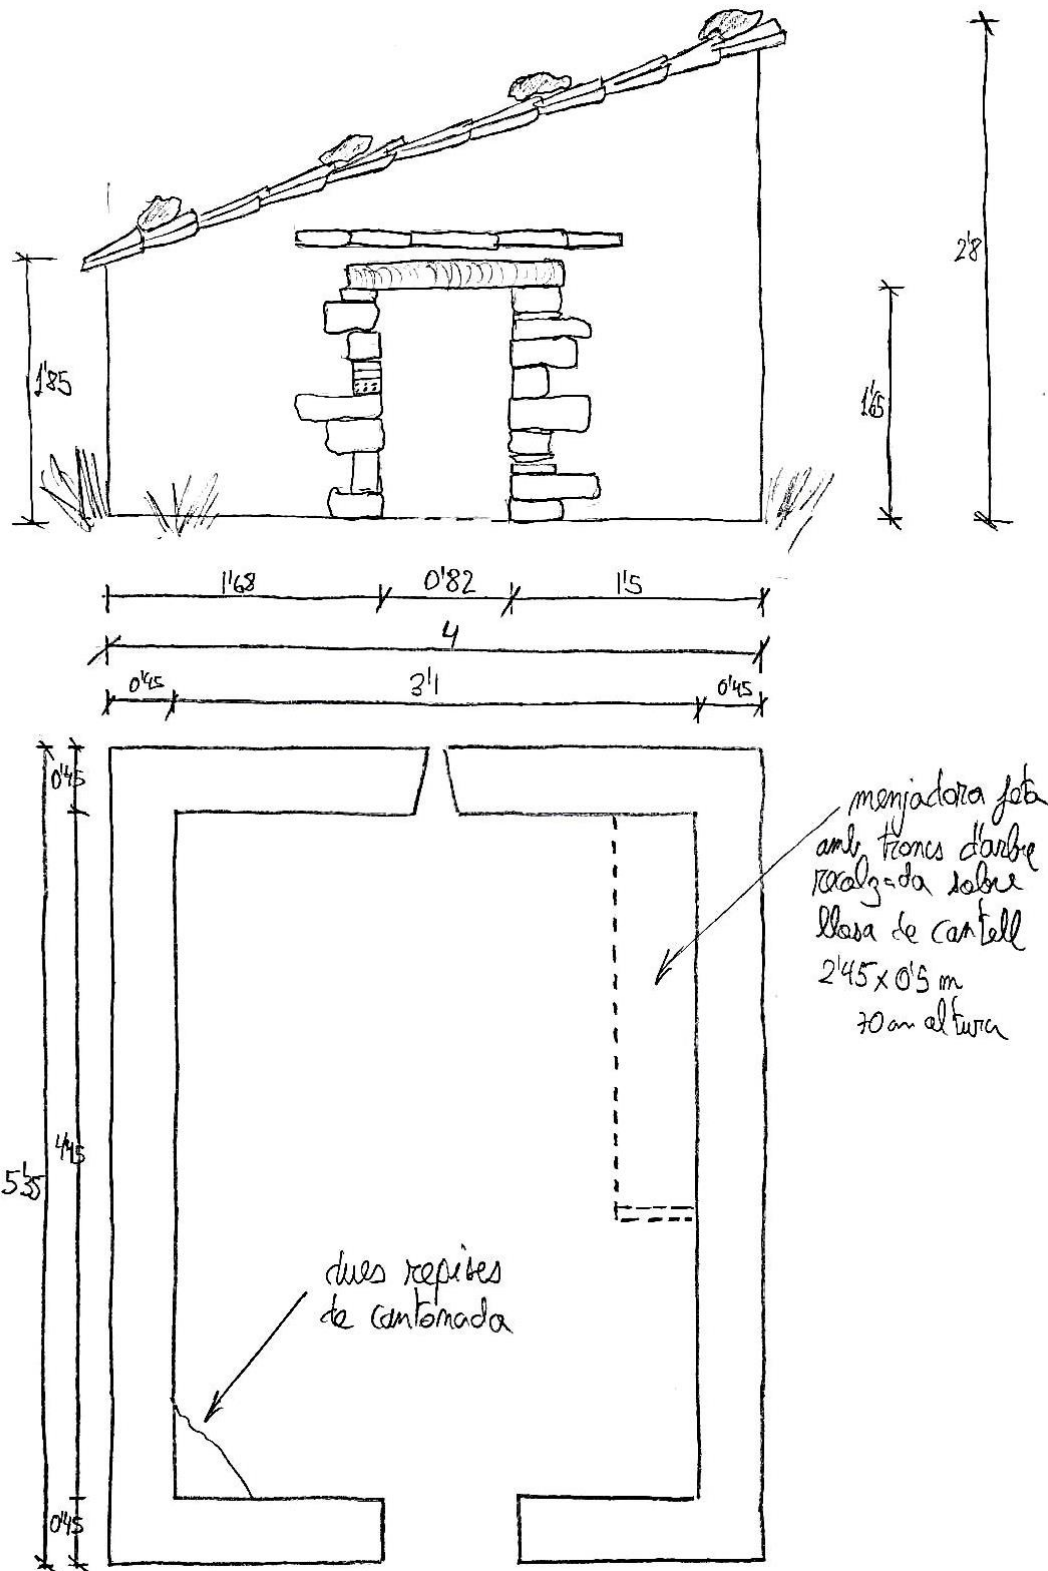 2'8
1'85
1'65
1'68
0'82
1'5
4
0'45
3'1
0'45
0'45
menjadora feta
amb troncs d'arbre
recalzada sobre
llosa de cantell
2'45 x 0'5 m
70 cm altura
4'45
5'35
dues repises
de cantonada
0'45